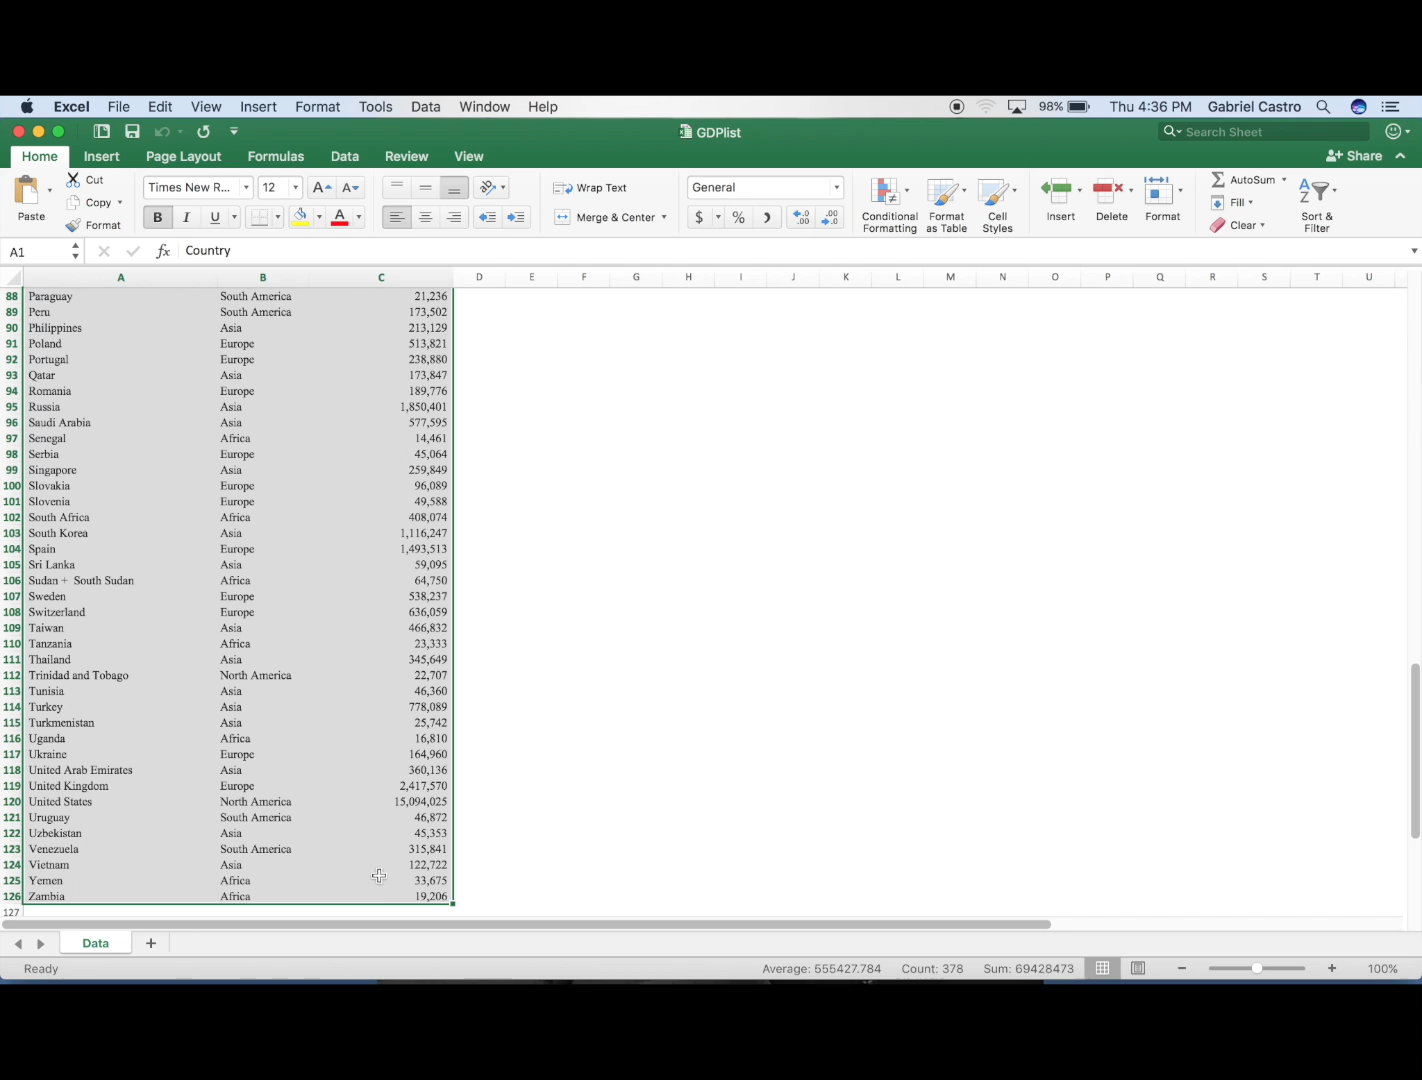 Excel File Edit View Insert Format Tools Data Window Help 98% Thu 4:36 PM Gabriel Castro
GDPlist Search Sheet
Home Insert Page Layout Formulas Data Review View Share
Paste Cut Copy Format
Times New R... 12 A A
B I U A
Wrap Text
Merge & Center
General
$ % )
Conditional Formatting
Format as Table
Cell Styles
Insert Delete Format
AutoSum
Fill
Clear
Sort & Filter
A1 fx Country
A B C D E F G H I J K L M N O P Q R S T U
88 Paraguay South America 21,236
89 Peru South America 173,502
90 Philippines Asia 213,129
91 Poland Europe 513,821
92 Portugal Europe 238,880
93 Qatar Asia 173,847
94 Romania Europe 189,776
95 Russia Asia 1,850,401
96 Saudi Arabia Asia 577,595
97 Senegal Africa 14,461
98 Serbia Europe 45,064
99 Singapore Asia 259,849
100 Slovakia Europe 96,089
101 Slovenia Europe 49,588
102 South Africa Africa 408,074
103 South Korea Asia 1,116,247
104 Spain Europe 1,493,513
105 Sri Lanka Asia 59,095
106 Sudan + South Sudan Africa 64,750
107 Sweden Europe 538,237
108 Switzerland Europe 636,059
109 Taiwan Asia 466,832
110 Tanzania Africa 23,333
111 Thailand Asia 345,649
112 Trinidad and Tobago North America 22,707
113 Tunisia Asia 46,360
114 Turkey Asia 778,089
115 Turkmenistan Asia 25,742
116 Uganda Africa 16,810
117 Ukraine Europe 164,960
118 United Arab Emirates Asia 360,136
119 United Kingdom Europe 2,417,570
120 United States North America 15,094,025
121 Uruguay South America 46,872
122 Uzbekistan Asia 45,353
123 Venezuela South America 315,841
124 Vietnam Asia 122,722
125 Yemen Africa 33,675
126 Zambia Africa 19,206
127
Data +
Ready Average: 555427.784 Count: 378 Sum: 69428473 − + 100%